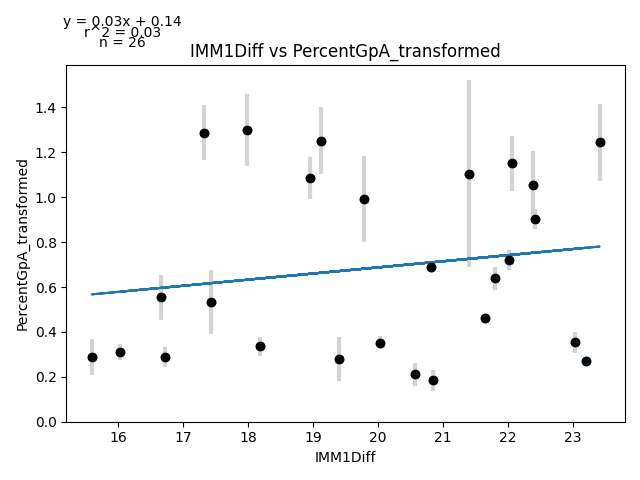 y = 0.03x + 0.14
r^2 = 0.03
n = 26
IMM1Diff vs PercentGpA_transformed
PercentGpA_transformed
1.4
1.2
1.0
0.8
0.6
0.4
0.2
0.0
16 17 18 19 20 21 22 23
IMM1Diff